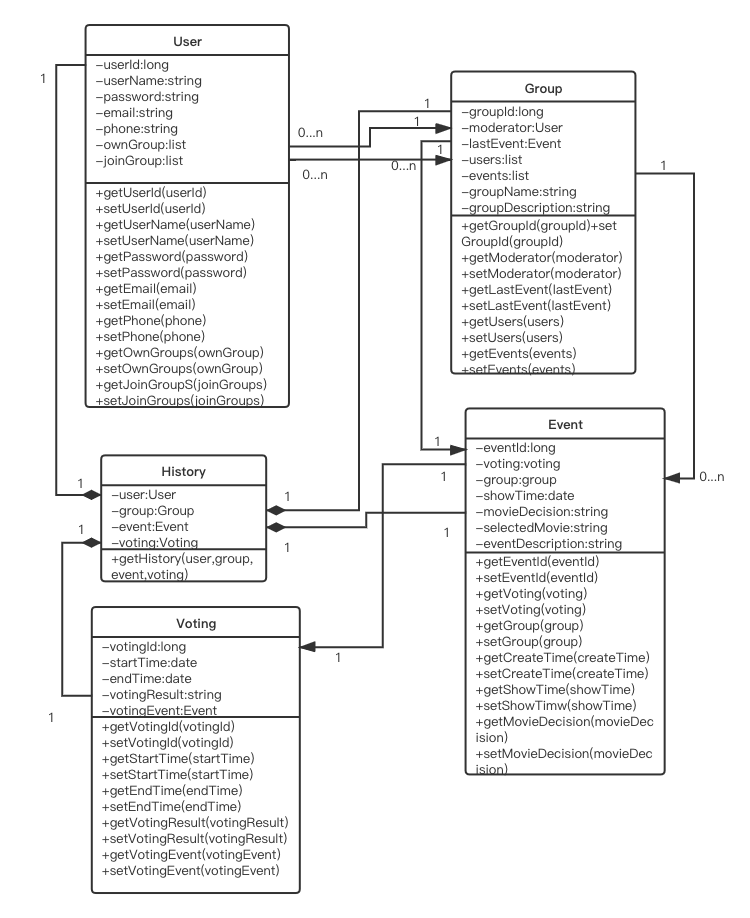 User
-userId:long
-userName:string
-password:string
-email:string
-phone:string
-ownGroup:list
-joinGroup:list
+getUserId(userId)
+setUserId(userId)
+getUserName(userName)
+setUserName(userName)
+getPassword(password)
+setPassword(password)
+getEmail(email)
+setEmail(email)
+getPhone(phone)
+setPhone(phone)
+getOwnGroups(ownGroup)
+setOwnGroups(ownGroup)
+getJoinGroupS(joinGroups)
+setJoinGroups(joinGroups)
1
0...n
0...n
1
1
1
0...n
Group
-groupId:long
-moderator:User
-lastEvent:Event
-users:list
-events:list
-groupName:string
-groupDescription:string
+getGroupId(groupId)+set
GroupId(groupId)
+getModerator(moderator)
+setModerator(moderator)
+getLastEvent(lastEvent)
+setLastEvent(lastEvent)
+getUsers(users)
+setUsers(users)
+getEvents(events)
+setEvents(events)
1
0...n
History
-user:User
-group:Group
-event:Event
-voting:Voting
+getHistory(user,group,
event,voting)
1
1
1
1
1
1
1
Event
-eventId:long
-voting:voting
-group:group
-showTime:date
-movieDecision:string
-selectedMovie:string
-eventDescription:string
+getEventId(eventId)
+setEventId(eventId)
+getVoting(voting)
+setVoting(voting)
+getGroup(group)
+setGroup(group)
+getCreateTime(createTime)
+setCreateTime(createTime)
+getShowTime(showTime)
+setShowTimw(showTime)
+getMovieDecision(movieDec
ision)
+setMovieDecision(movieDec
ision)
Voting
-votingId:long
-startTime:date
-endTime:date
-votingResult:string
-votingEvent:Event
+getVotingId(votingId)
+setVotingId(votingId)
+getStartTime(startTime)
+setStartTime(startTime)
+getEndTime(endTime)
+setEndTime(endTime)
+getVotingResult(votingResult)
+setVotingResult(votingResult)
+getVotingEvent(votingEvent)
+setVotingEvent(votingEvent)
1
1